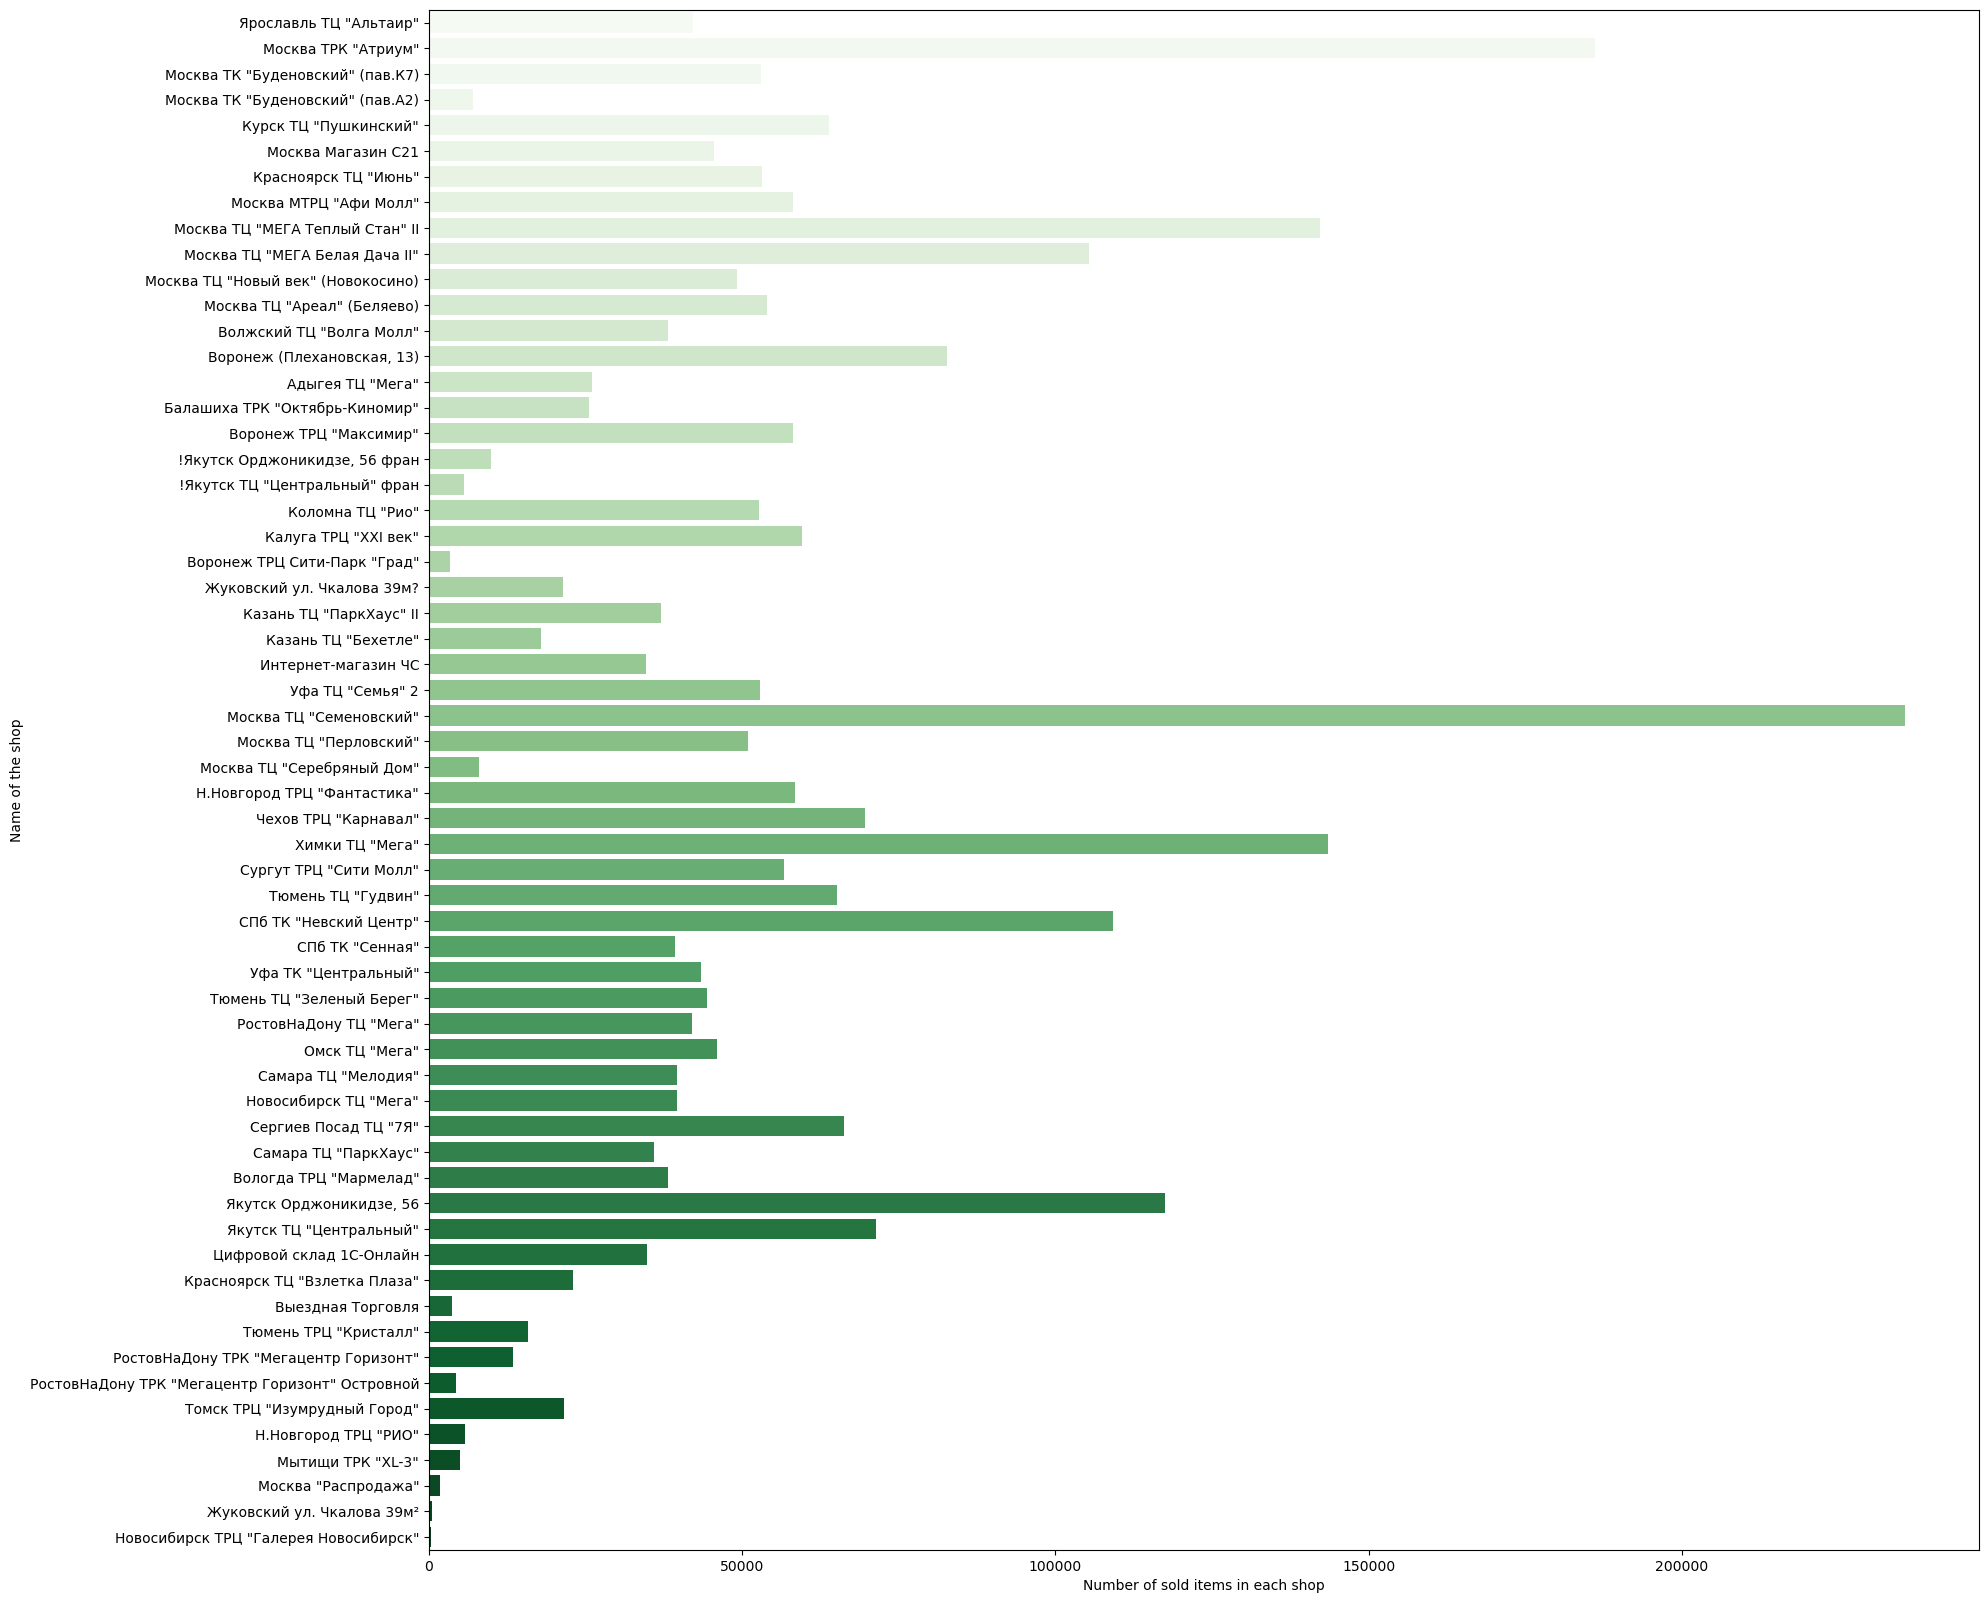 Ярославль ТЦ "Альтаир"
Москва ТРК "Атриум"
Москва ТК "Буденовский" (пав.К7)
Москва ТК "Буденовский" (пав.А2)
Курск ТЦ "Пушкинский"
Москва Магазин С21
Красноярск ТЦ "Июнь"
Москва МТРЦ "Афи Молл"
Москва ТЦ "МЕГА Теплый Стан" II
Москва ТЦ "МЕГА Белая Дача II"
Москва ТЦ "Новый век" (Новокосино)
Москва ТЦ "Ареал" (Беляево)
Волжский ТЦ "Волга Молл"
Воронеж (Плехановская, 13)
Адыгея ТЦ "Мега"
Балашиха ТРК "Октябрь-Киномир"
Воронеж ТРЦ "Максимир"
!Якутск Орджоникидзе, 56 фран
!Якутск ТЦ "Центральный" фран
Коломна ТЦ "Рио"
Калуга ТРЦ "XXI век"
Воронеж ТРЦ Сити-Парк "Град"
Жуковский ул. Чкалова 39м?
Казань ТЦ "ПаркХаус" II
Казань ТЦ "Бехетле"
Интернет-магазин ЧС
Уфа ТЦ "Семья" 2
Москва ТЦ "Семеновский"
Москва ТЦ "Перловский"
Москва ТЦ "Серебряный Дом"
Н.Новгород ТРЦ "Фантастика"
Чехов ТРЦ "Карнавал"
Химки ТЦ "Мега"
Сургут ТРЦ "Сити Молл"
Тюмень ТЦ "Гудвин"
СПб ТК "Невский Центр"
СПб ТК "Сенная"
Уфа ТК "Центральный"
Тюмень ТЦ "Зеленый Берег"
РостовНаДону ТЦ "Мега"
Омск ТЦ "Мега"
Самара ТЦ "Мелодия"
Новосибирск ТЦ "Мега"
Сергиев Посад ТЦ "7Я"
Самара ТЦ "ПаркХаус"
Вологда ТРЦ "Мармелад"
Якутск Орджоникидзе, 56
Якутск ТЦ "Центральный"
Цифровой склад 1С-Онлайн
Красноярск ТЦ "Взлетка Плаза"
Выездная Торговля
Тюмень ТРЦ "Кристалл"
РостовНаДону ТРК "Мегацентр Горизонт"
РостовНаДону ТРК "Мегацентр Горизонт" Островной
Томск ТРЦ "Изумрудный Город"
Н.Новгород ТРЦ "РИО"
Мытищи ТРК "XL-3"
Москва "Распродажа"
Жуковский ул. Чкалова 39м²
Новосибирск ТРЦ "Галерея Новосибирск"
Name of the shop
0 50000 100000 150000 200000
Number of sold items in each shop